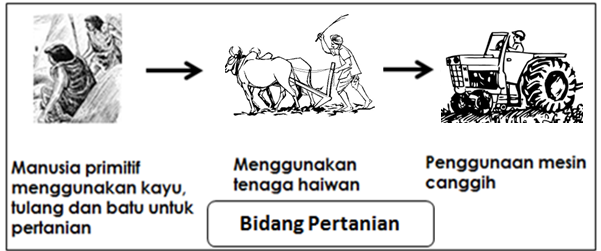 Manusia primitif
menggunakan kayu,
tulang dan batu untuk
pertanian
Menggunakan
tenaga haiwan
Penggunaan mesin
canggih
Bidang Pertanian